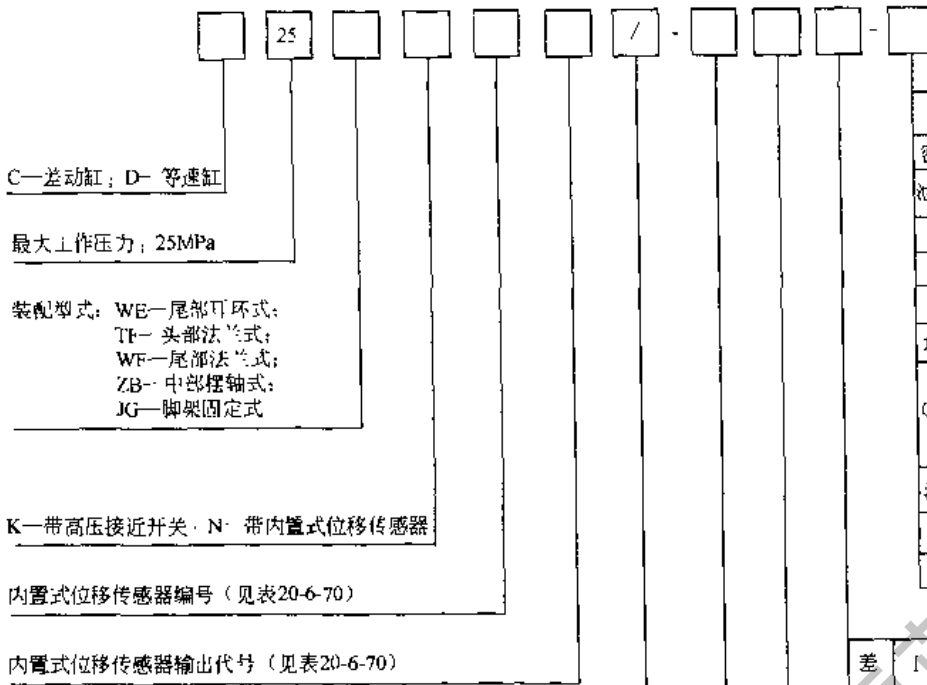 25 / - -
C—差动缸；D— 等速缸
最大工作压力；25MPa
装配型式：WE—尾部耳环式；
TF— 头部法兰式；
WF—尾部法兰式；
ZB— 中部摆轴式；
JG—脚架固定式
K—带高压接近开关 N— 带内置式位移传感器
内置式位移传感器编号（见表20-6-70）
内置式位移传感器输出代号（见表20-6-70）
差